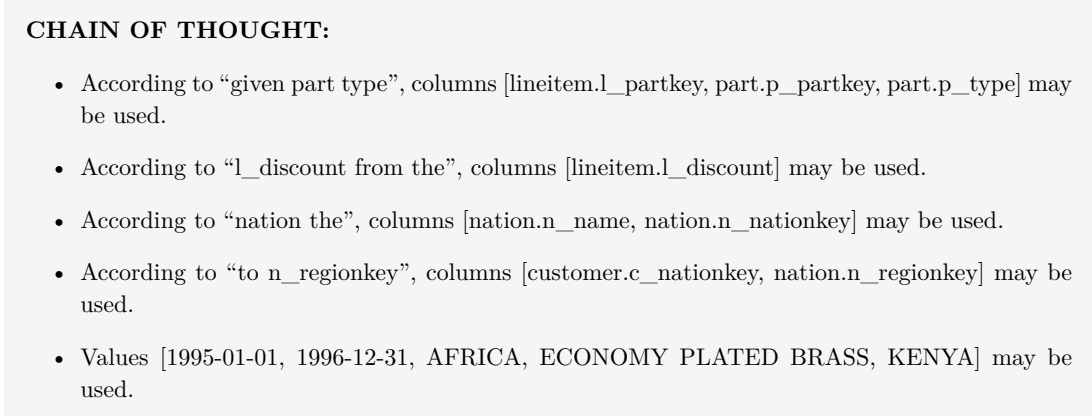 CHAIN OF THOUGHT:
• According to “given part type”, columns [lineitem.l_partkey, part.p_partkey, part.p_type] may
be used.
• According to “l_discount from the”, columns [lineitem.l_discount] may be used.
• According to “nation the”, columns [nation.n_name, nation.n_nationkey] may be used.
• According to “to n_regionkey”, columns [customer.c_nationkey, nation.n_regionkey] may be
used.
• Values [1995-01-01, 1996-12-31, AFRICA, ECONOMY PLATED BRASS, KENYA] may be
used.